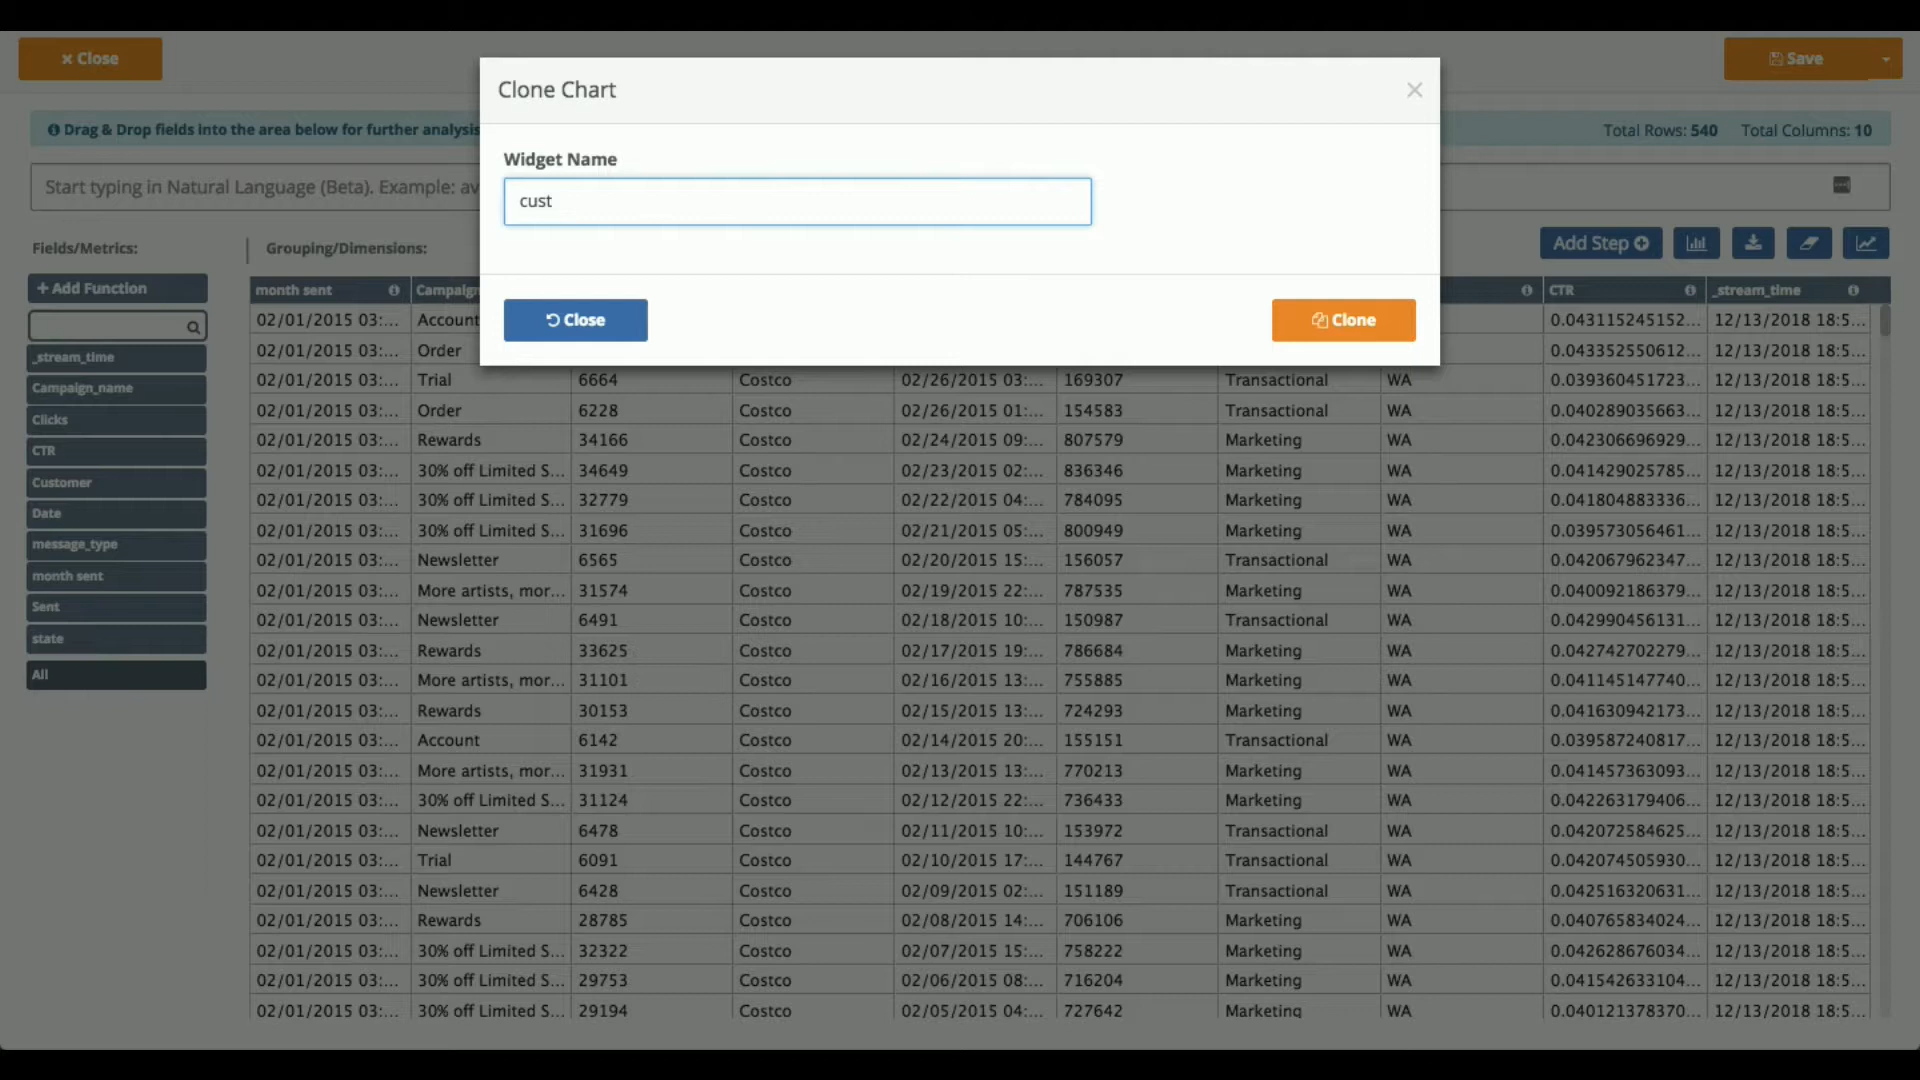 Close
Save
Clone Chart
Drag & Drop fields into the area below for further analysis
Total Rows: 540 Total Columns: 10
Widget Name
cust
Start typing in Natural Language (Beta). Example:
Fields/Metrics:
Grouping/Dimensions:
Add Step
+ Add Function
month sent
CTR _stream_time
Close
Clone
02/01/2015 03:... Account 0.043115245152... 12/13/2018 18:5...
02/01/2015 03:... Order 0.043352550612... 12/13/2018 18:5...
02/01/2015 03:... Trial 6664 Costco 02/26/2015 03:... 169307 Transactional WA 0.039360451723... 12/13/2018 18:5...
02/01/2015 03:... Order 6228 Costco 02/26/2015 01:... 154583 Transactional WA 0.040289035663... 12/13/2018 18:5...
02/01/2015 03:... Rewards 34166 Costco 02/24/2015 09:... 807579 Marketing WA 0.042306696929... 12/13/2018 18:5...
02/01/2015 03:... 30% off Limited S... 34649 Costco 02/23/2015 02:... 836346 Marketing WA 0.041429025785... 12/13/2018 18:5...
02/01/2015 03:... 30% off Limited S... 32779 Costco 02/22/2015 04:... 784095 Marketing WA 0.041804883336... 12/13/2018 18:5...
02/01/2015 03:... 30% off Limited S... 31696 Costco 02/21/2015 05:... 800949 Marketing WA 0.039573056461... 12/13/2018 18:5...
02/01/2015 03:... Newsletter 6565 Costco 02/20/2015 15:... 156057 Transactional WA 0.042067962347... 12/13/2018 18:5...
02/01/2015 03:... More artists, mor... 31574 Costco 02/19/2015 22:... 787535 Marketing WA 0.040092186379... 12/13/2018 18:5...
02/01/2015 03:... Newsletter 6491 Costco 02/18/2015 10:... 150987 Transactional WA 0.042990456131... 12/13/2018 18:5...
02/01/2015 03:... Rewards 33625 Costco 02/17/2015 19:... 786684 Marketing WA 0.042742702279... 12/13/2018 18:5...
02/01/2015 03:... More artists, mor... 31101 Costco 02/16/2015 13:... 755885 Marketing WA 0.041145147740... 12/13/2018 18:5...
02/01/2015 03:... Rewards 30153 Costco 02/15/2015 13:... 724293 Marketing WA 0.041630942173... 12/13/2018 18:5...
02/01/2015 03:... Account 6142 Costco 02/14/2015 20:... 155151 Transactional WA 0.039587240817... 12/13/2018 18:5...
02/01/2015 03:... More artists, mor... 31931 Costco 02/13/2015 13:... 770213 Marketing WA 0.041457363093... 12/13/2018 18:5...
02/01/2015 03:... 30% off Limited S... 31124 Costco 02/12/2015 22:... 736433 Marketing WA 0.042263179406... 12/13/2018 18:5...
02/01/2015 03:... Newsletter 6478 Costco 02/11/2015 10:... 153972 Transactional WA 0.042072584625... 12/13/2018 18:5...
02/01/2015 03:... Trial 6091 Costco 02/10/2015 17:... 144767 Transactional WA 0.042074505930... 12/13/2018 18:5...
02/01/2015 03:... Newsletter 6428 Costco 02/09/2015 02:... 151189 Transactional WA 0.042516320631... 12/13/2018 18:5...
02/01/2015 03:... Rewards 28785 Costco 02/08/2015 14:... 706106 Marketing WA 0.040765834024... 12/13/2018 18:5...
02/01/2015 03:... 30% off Limited S... 32322 Costco 02/07/2015 15:... 758222 Marketing WA 0.042628676034... 12/13/2018 18:5...
02/01/2015 03:... 30% off Limited S... 29753 Costco 02/06/2015 08:... 716204 Marketing WA 0.041542633104... 12/13/2018 18:5...
02/01/2015 03:... 30% off Limited S... 29194 Costco 02/05/2015 04:... 727642 Marketing WA 0.040121378370... 12/13/2018 18:5...
_stream_time
Campaign_name
Clicks
CTR
Customer
Date
message_type
month sent
Sent
state
All